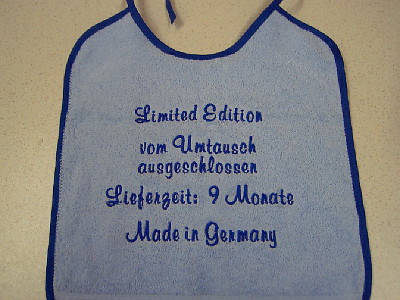 Limited Edition
vom Umtausch
ausgeschlossen
Lieferzeit: 9 Monate
Made in Germany